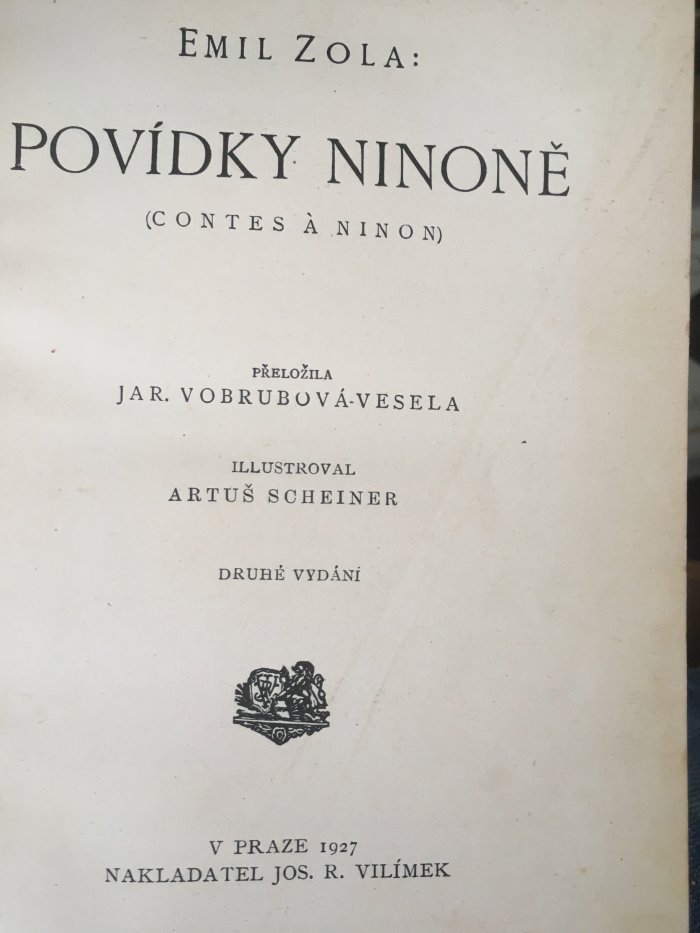 EMIL ZOLA:
POVÍDKY NINONĚ
(CONTES À NINON)
PŘELOŽILA
JAR. VOBRUBOVÁ-VESELA
ILLUSTROVAL
ARTUŠ SCHEINER
DRUHÉ VYDÁNÍ
V PRAZE 1927
NAKLADATEL JOS. R. VILÍMEK